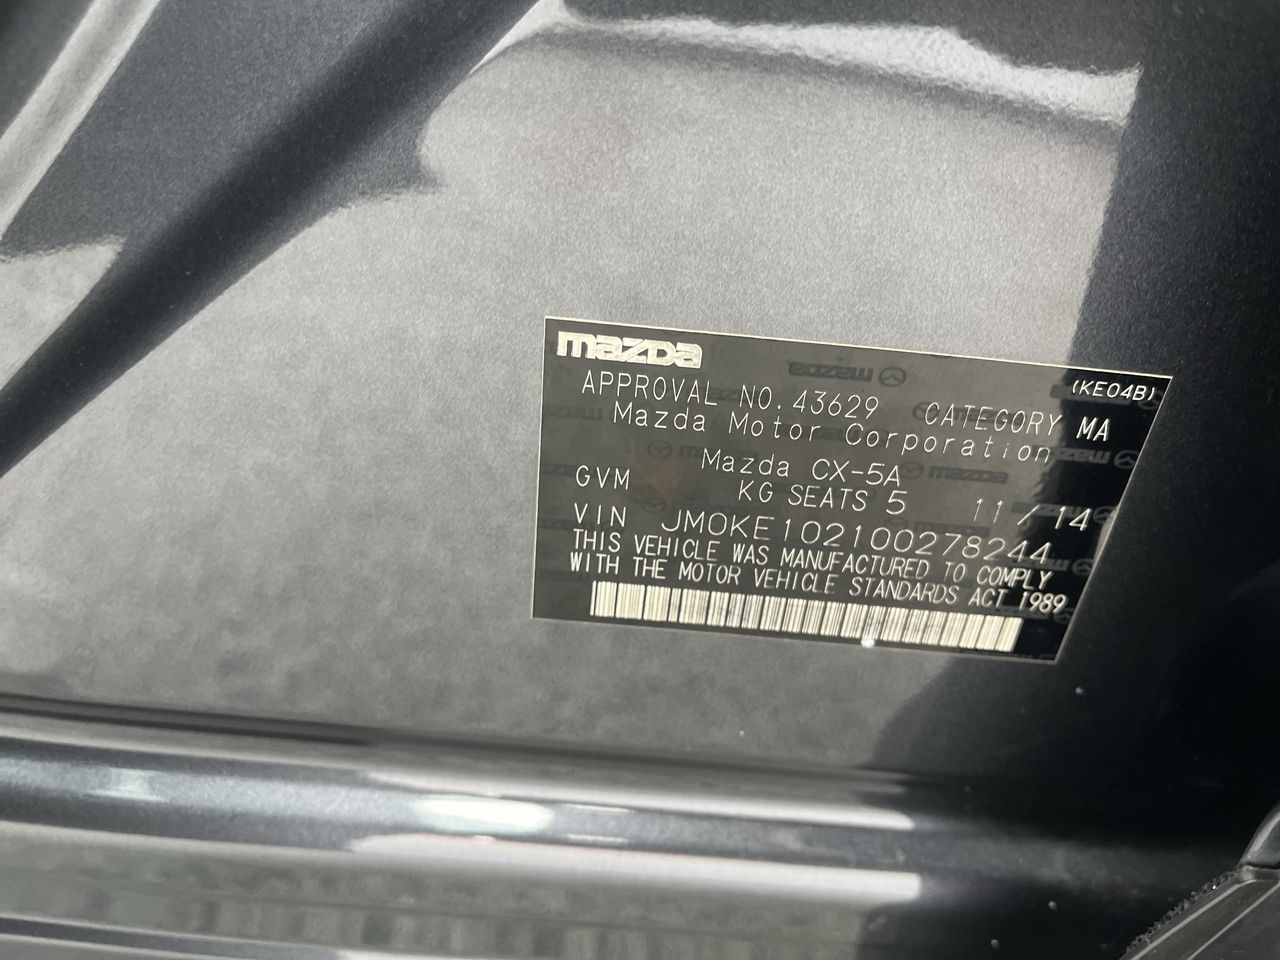 mazda
(KE04B)
APPROVAL NO.43629 CATEGORY MA
Mazda Motor Corporation
Mazda CX-5A
GVM KG SEATS 5 11/14
VIN JM0KE102100278244
THIS VEHICLE WAS MANUFACTURED TO COMPLY
WITH THE MOTOR VEHICLE STANDARDS ACT 1989